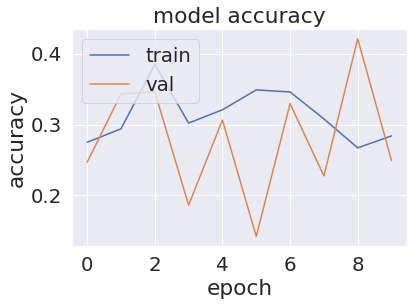 model accuracy
train
val
accuracy
0.4
0.3
0.2
0 2 4 6 8
epoch